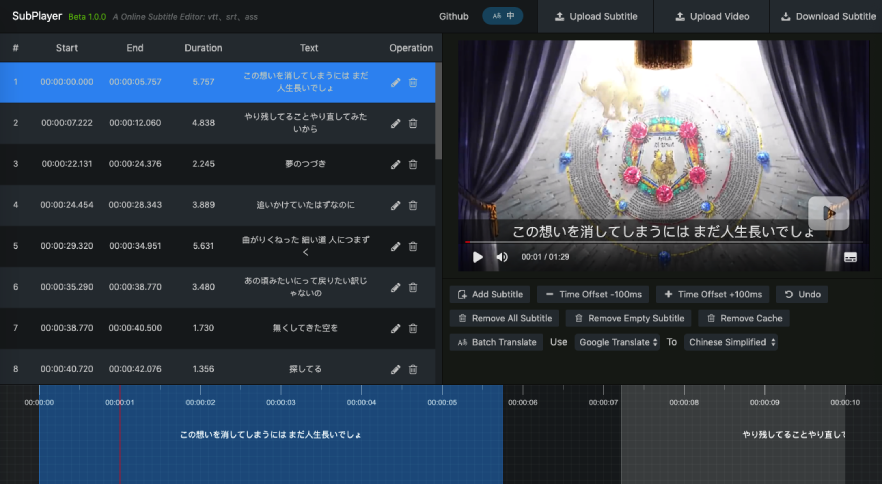 SubPlayer Beta 1.0.0 A Online Subtitle Editor: vtt、srt、ass
Github
Aあ 中
Upload Subtitle
Upload Video
Download Subtitle
# Start End Duration Text Operation
1 00:00:00.000 00:00:05.757 5.757 この想いを消してしまうには まだ
人生長いでしょ
2 00:00:07.222 00:00:12.060 4.838 やり残してることやり直してみた
いから
3 00:00:22.131 00:00:24.376 2.245 夢のつづき
4 00:00:24.454 00:00:28.343 3.889 追いかけていたはずなのに
5 00:00:29.320 00:00:34.951 5.631 曲がりくねった 細い道 人につまず
く
6 00:00:35.290 00:00:38.770 3.480 あの頃みたいにって戻りたい訳じ
ゃないの
7 00:00:38.770 00:00:40.500 1.730 無くしてきた空を
8 00:00:40.720 00:00:42.076 1.356 探してる
この想いを消してしまうには まだ人生長いでしょ
00:01 / 01:29
Add Subtitle
Time Offset -100ms
Time Offset +100ms
Undo
Remove All Subtitle
Remove Empty Subtitle
Remove Cache
Aあ Batch Translate Use Google Translate To Chinese Simplified
00:00:00 00:00:01 00:00:02 00:00:03 00:00:04 00:00:05 00:00:06 00:00:07 00:00:08 00:00:09 00:00:10
この想いを消してしまうには まだ人生長いでしょ
やり残してることやり直して